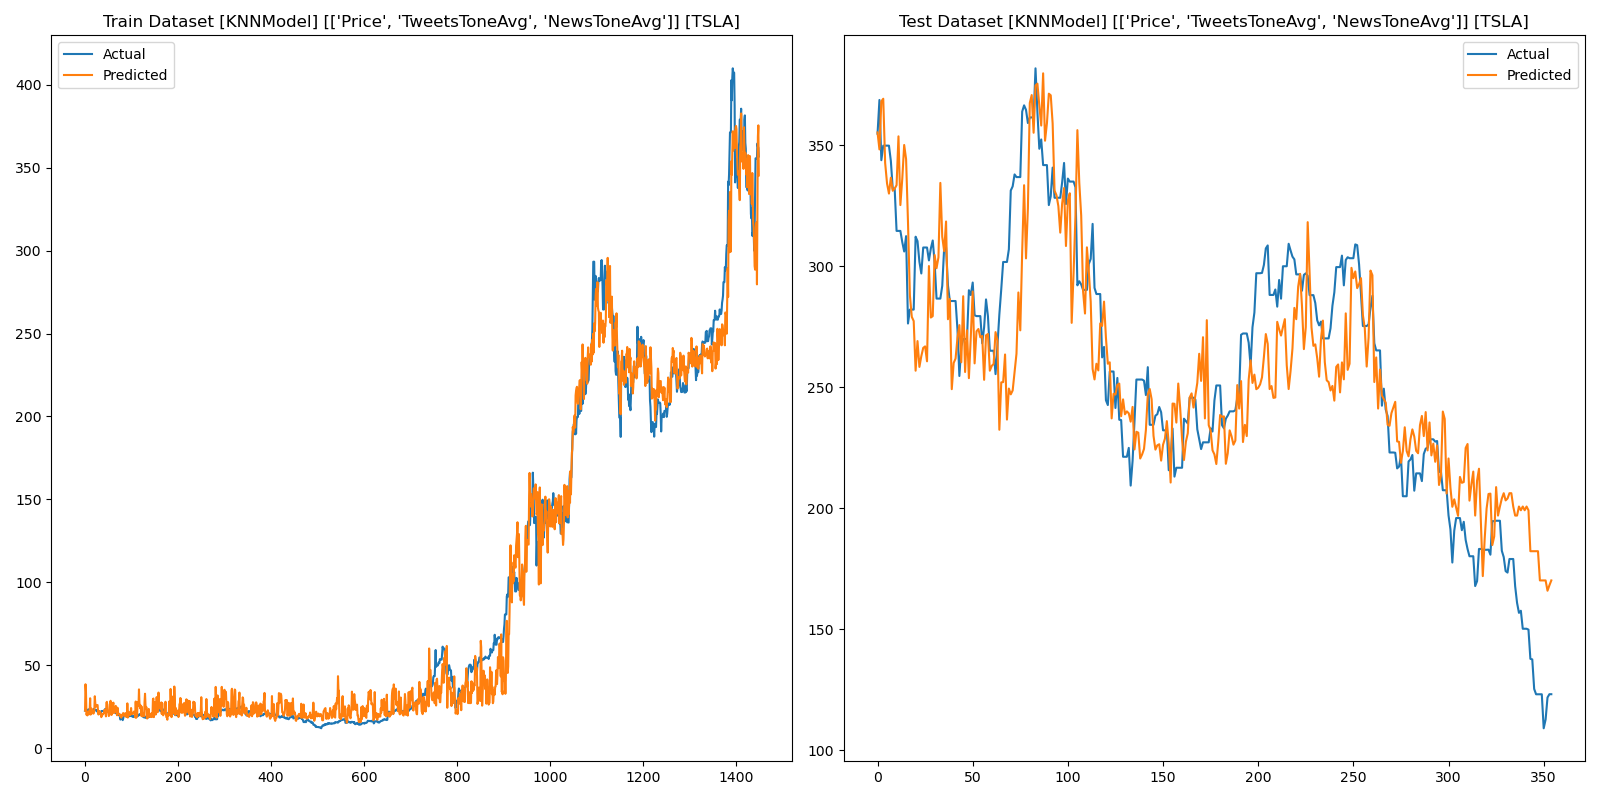 Train Dataset [KNNModel] [['Price', 'TweetsToneAvg', 'NewsToneAvg']] [TSLA]
Actual
Predicted
400
350
300
250
200
150
100
50
0
0 200 400 600 800 1000 1200 1400
Test Dataset [KNNModel] [['Price', 'TweetsToneAvg', 'NewsToneAvg']] [TSLA]
Actual
Predicted
350
300
250
200
150
100
0 50 100 150 200 250 300 350